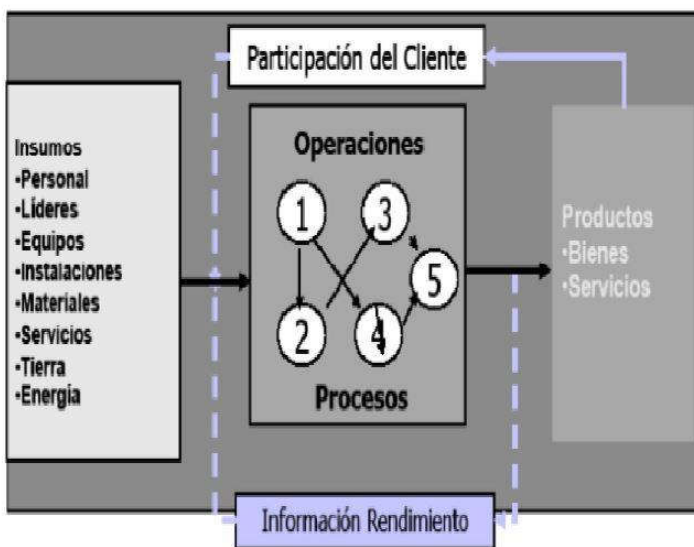 Participación del Cliente
Insumos
•Personal
•Líderes
•Equipos
•Instalaciones
•Materiales
•Servicios
•Tierra
•Energía
Operaciones
1
3
5
2
4
Procesos
Productos
•Bienes
•Servicios
Información Rendimiento